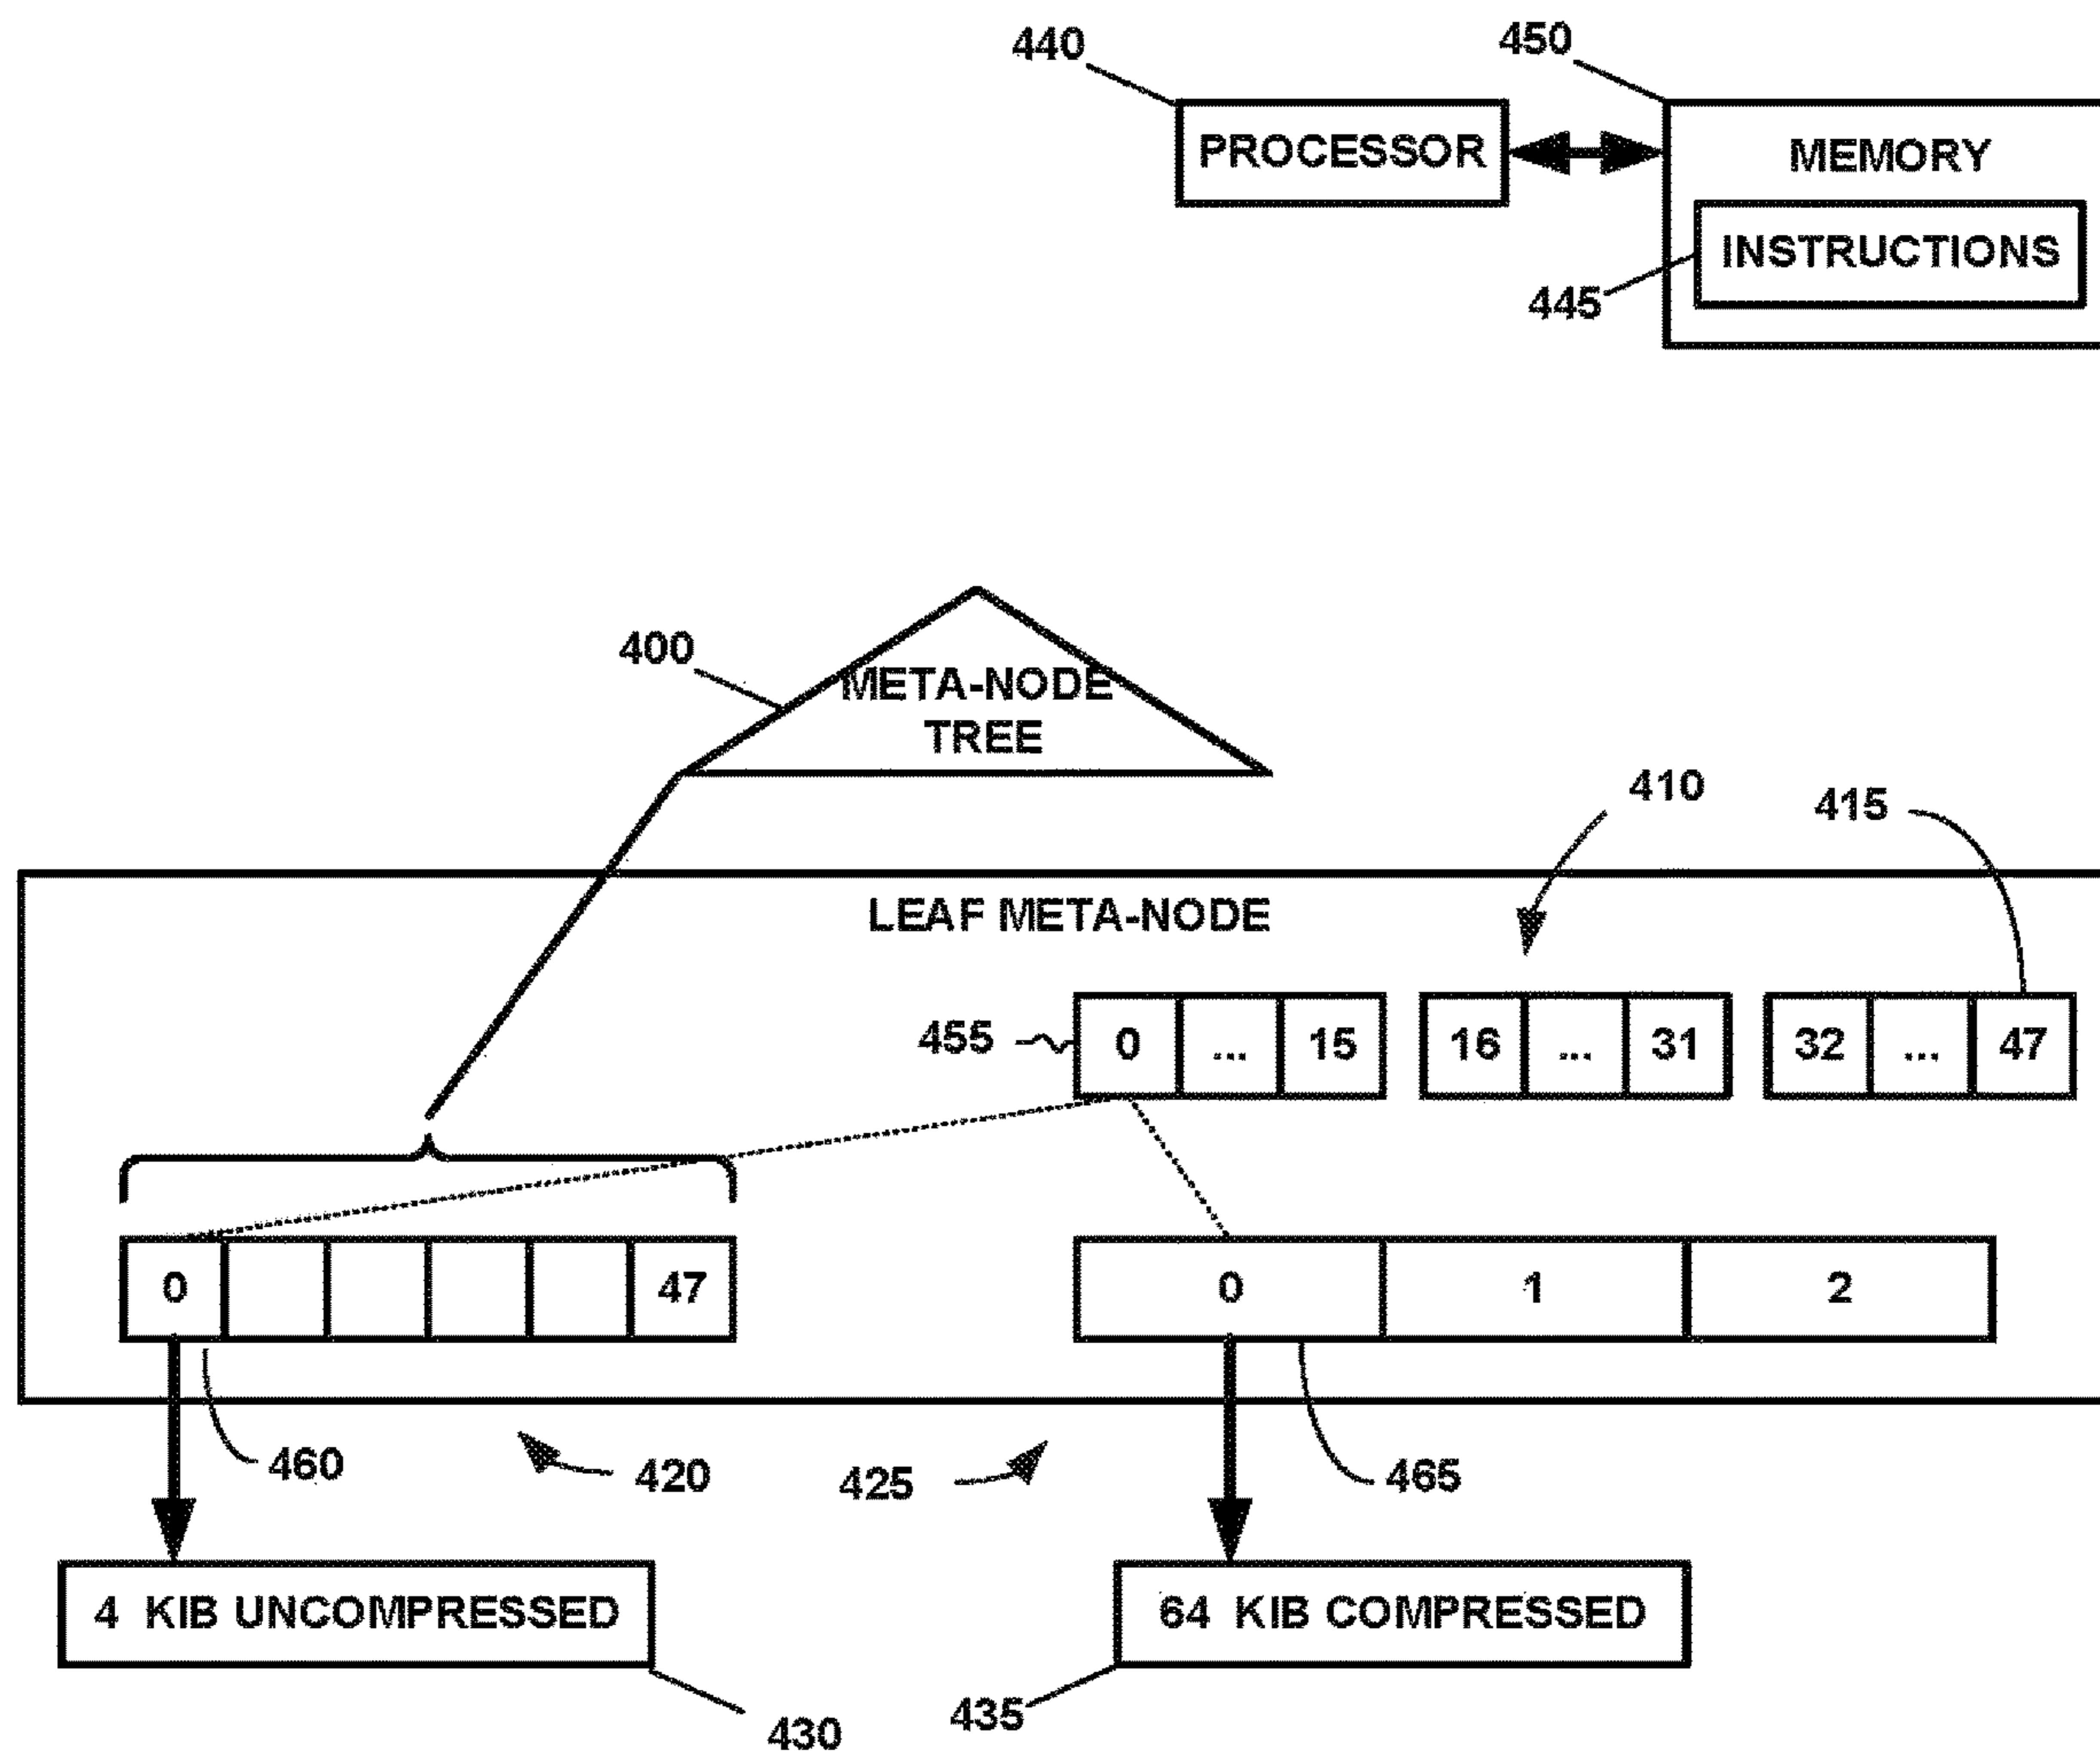 440
450
PROCESSOR
MEMORY
INSTRUCTIONS
445
400
META-NODE
TREE
410
415
LEAF META-NODE
455
0 ... 15 16 ... 31 32 ... 47
0 47
0 1 2
460
420
425
465
4 KIB UNCOMPRESSED
64 KIB COMPRESSED
430
435